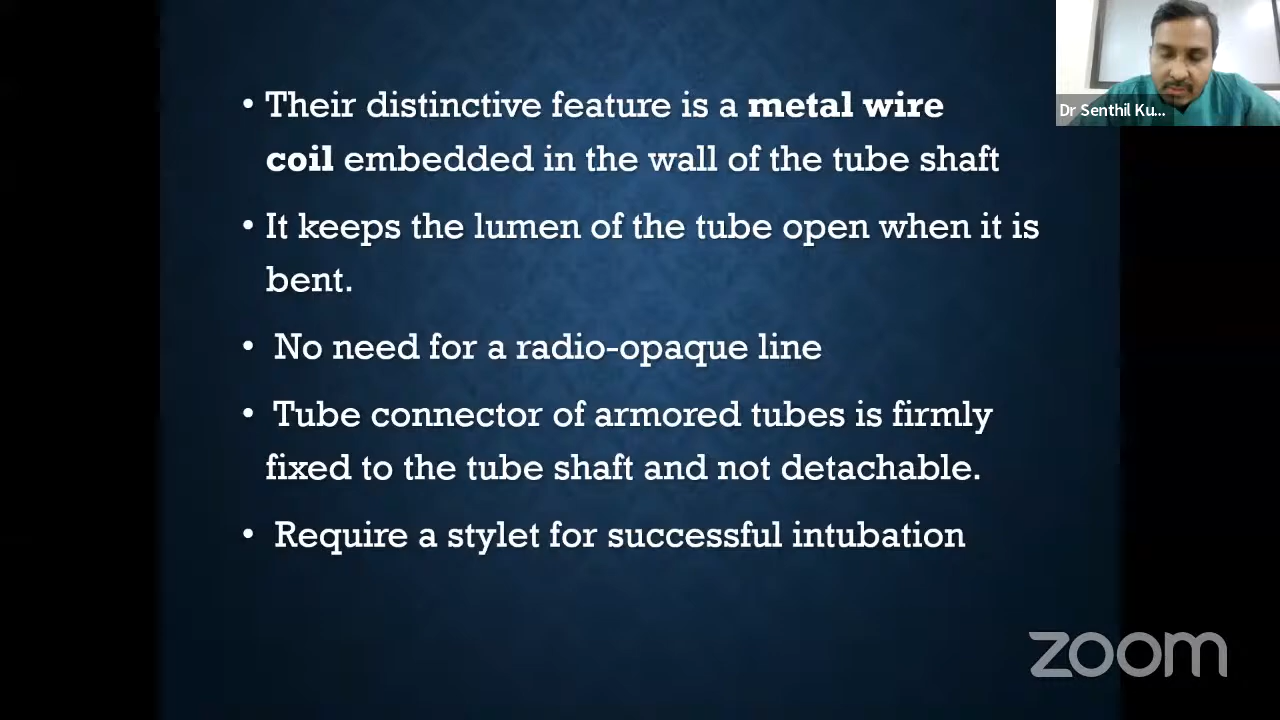 • Their distinctive feature is a metal wire
coil embedded in the wall of the tube shaft
• It keeps the lumen of the tube open when it is
bent.
• No need for a radio-opaque line
• Tube connector of armored tubes is firmly
fixed to the tube shaft and not detachable.
• Require a stylet for successful intubation
Dr Senthil Ku...
zoom